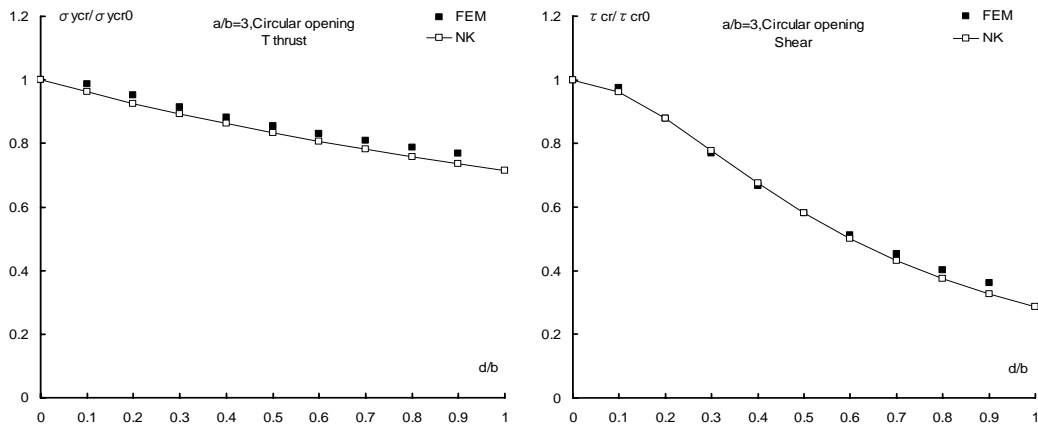 σ ycr/σ ycr0
a/b=3,Circular opening
T thrust
FEM
NK
1.2
1
0.8
0.6
0.4
0.2
0
d/b
0 0.1 0.2 0.3 0.4 0.5 0.6 0.7 0.8 0.9 1
τ cr/τ cr0
a/b=3,Circular opening
Shear
FEM
NK
1.2
1
0.8
0.6
0.4
0.2
0
d/b
0 0.1 0.2 0.3 0.4 0.5 0.6 0.7 0.8 0.9 1